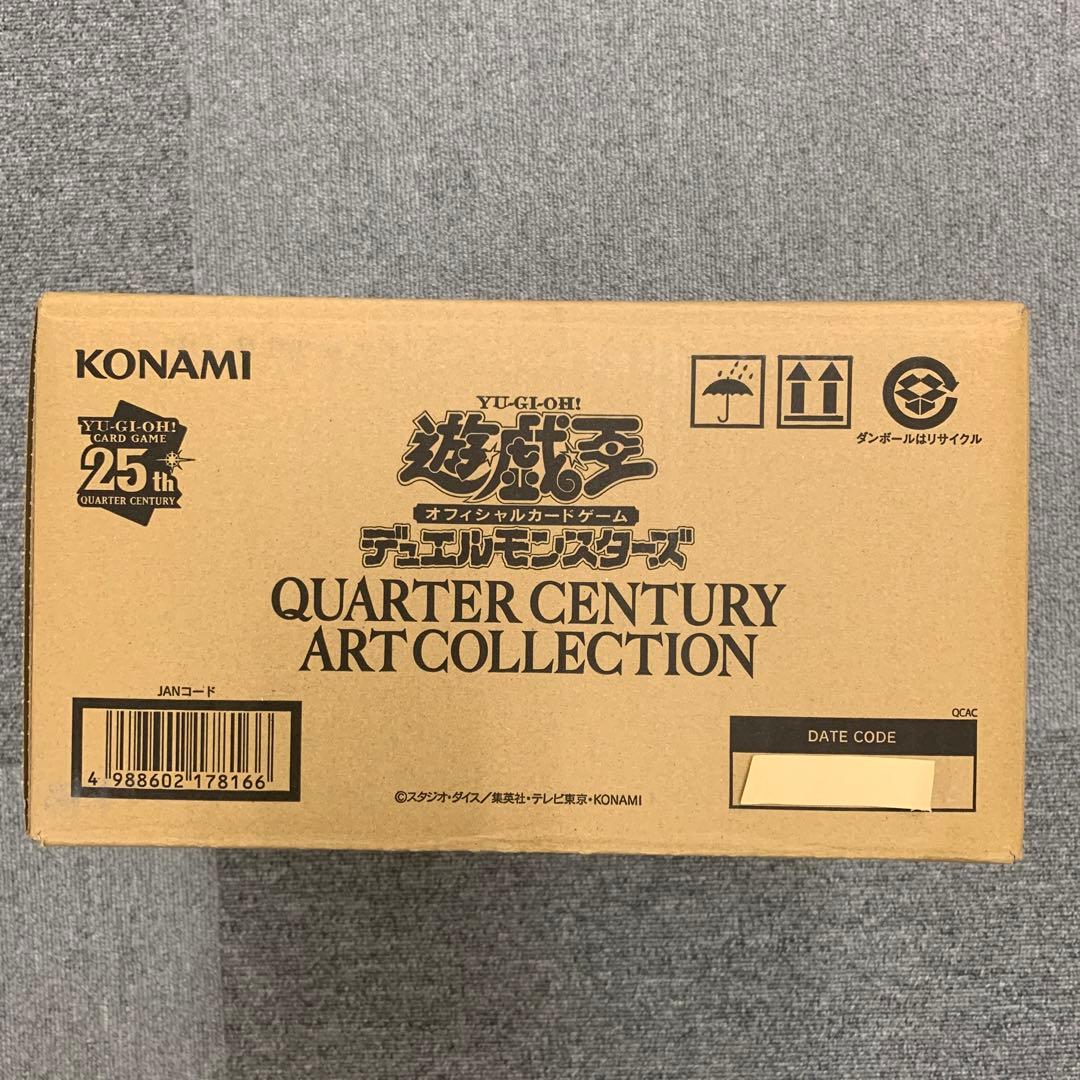 KONAMI
YU-GI-OH!
CARD GAME
25th
QUARTER CENTURY
YU-GI-OH!
遊☆戯☆王
オフィシャルカードゲーム
デュエルモンスターズ
QUARTER CENTURY
ART COLLECTION
ダンボールはリサイクル
JANコード
4 988602 178166
QCAC
DATE CODE
©スタジオ・ダイス/集英社・テレビ東京・KONAMI